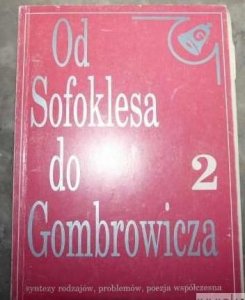 Od
Sofoklesa
do
2
Gombrowicza
syntezy rodzajów, problemów, poezja współczesna